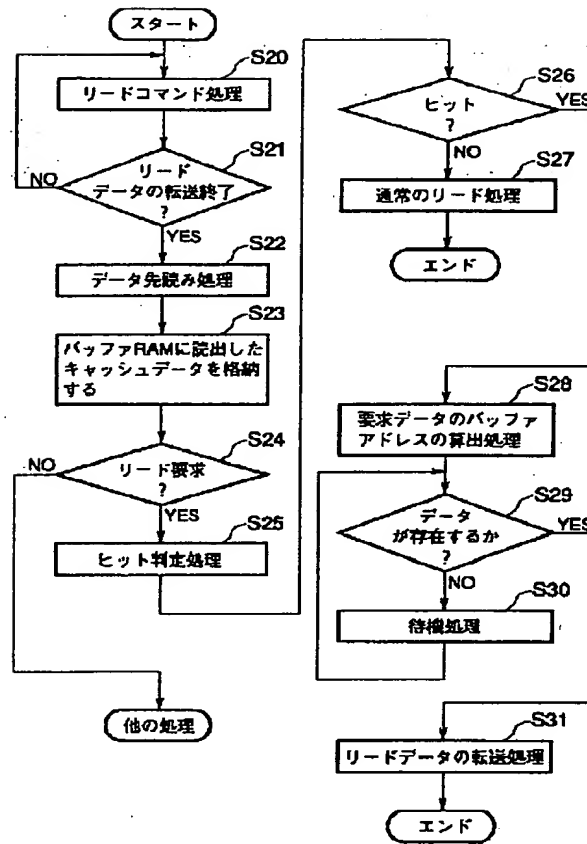 スタート
S20
リードコマンド処理
S21
リード
データの転送終了
?
NO
YES
S22
データ先読み処理
S23
バッファRAMに読出した
キャッシュデータを格納
する
S24
リード要求
?
NO
YES
S25
ヒット判定処理
他の処理
S26
ヒット
?
YES
NO
S27
通常のリード処理
エンド
S28
要求データのバッファ
アドレスの算出処理
S29
データ
が存在するか
?
YES
NO
S30
待機処理
S31
リードデータの転送処理
エンド